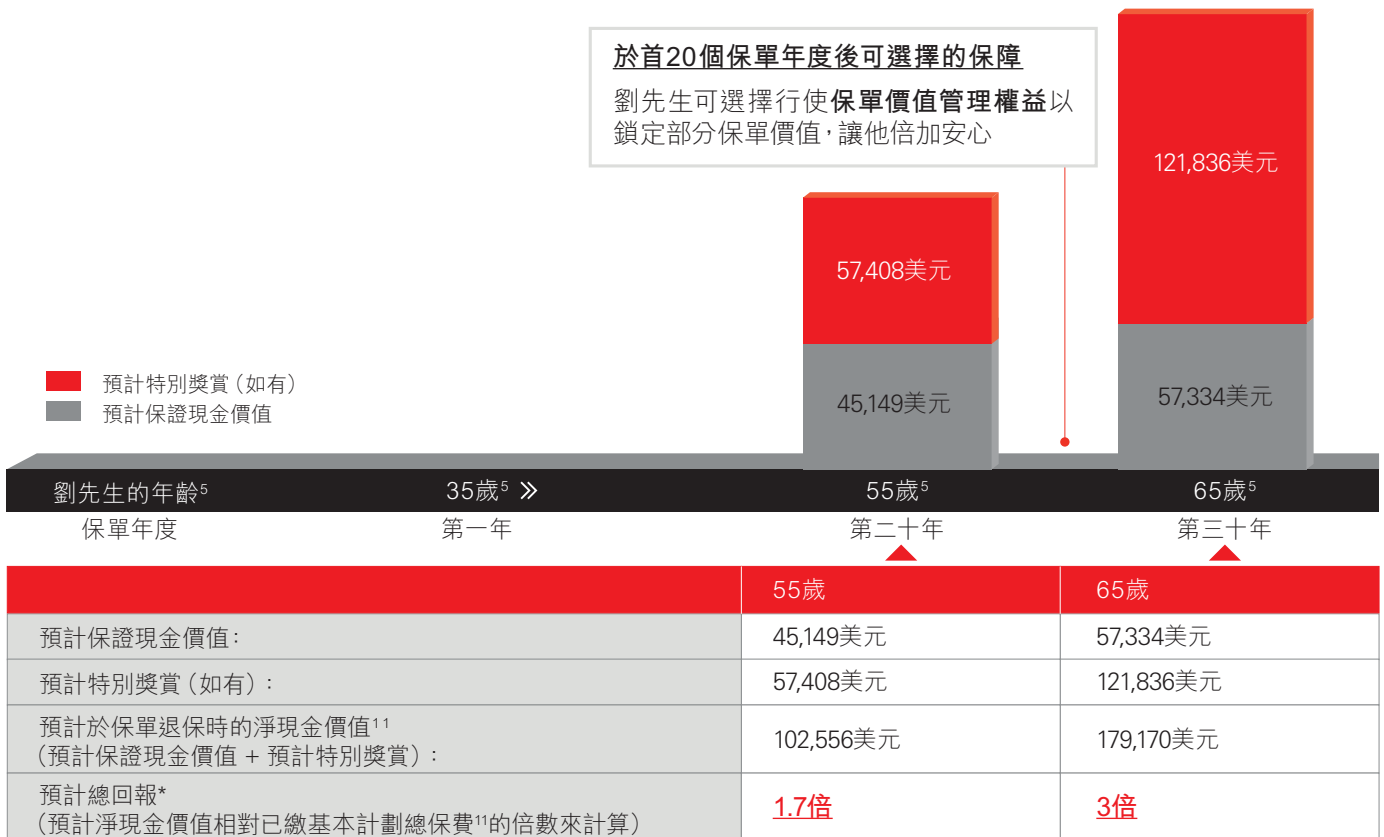 於首20個保單年度後可選擇的保障
劉先生可選擇行使保單價值管理權益以
鎖定部分保單價值，讓他倍加安心
121,836美元
57,408美元
預計特別獎賞（如有）
預計保證現金價值
45,149美元
57,334美元
劉先生的年齡⁵ 35歲⁵ » 55歲⁵ 65歲⁵
保單年度 第一年 第二十年 第三十年
55歲 65歲
預計保證現金價值： 45,149美元 57,334美元
預計特別獎賞（如有）： 57,408美元 121,836美元
預計於保單退保時的淨現金價值¹¹
（預計保證現金價值 + 預計特別獎賞）： 102,556美元 179,170美元
預計總回報*
（預計淨現金價值相對已繳基本計劃總保費¹¹的倍數來計算） 1.7倍 3倍